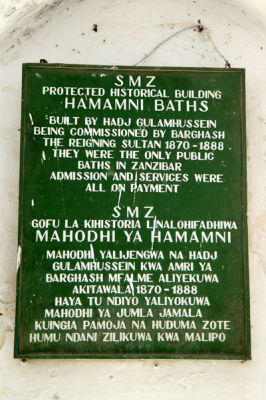 SMZ
PROTECTED HISTORICAL BUILDING
HAMAMNI BATHS
BUILT BY HADJ GULAMHUSSEIN
BEING COMMISSIONED BY BARGHASH
THE REIGNING SULTAN 1870-1888
THEY WERE THE ONLY PUBLIC
BATHS IN ZANZIBAR
ADMISSION AND SERVICES WERE
ALL ON PAYMENT
SMZ
GOFU LA KIHISTORIA LINALOHIFADHIWA
MAHODHI YA HAMAMNI
MAHODHI YALIJENGWA NA HADJ
GULAMHUSSEIN KWA AMRI YA
BARGHASH MFALME ALIYEKUWA
AKITAWALA 1870-1888
HAYA TU NDIYO YALIYOKUWA
MAHODHI YA JUMLA JAMALA
KUINGIA PAMOJA NA HUDUMA ZOTE
HUMU NDANI ZILIKUWA KWA MALIPO